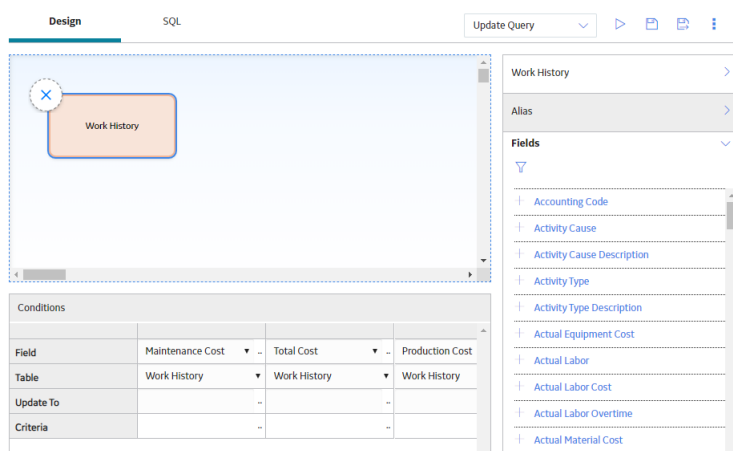 Design SQL Update Query
Work History
Work History
Alias
Fields
Accounting Code
Activity Cause
Activity Cause Description
Activity Type
Activity Type Description
Actual Equipment Cost
Actual Labor
Actual Labor Cost
Actual Labor Overtime
Actual Material Cost
Conditions
Field Maintenance Cost .. Total Cost .. Production Cost
Table Work History Work History Work History
Update To .. ..
Criteria .. ..